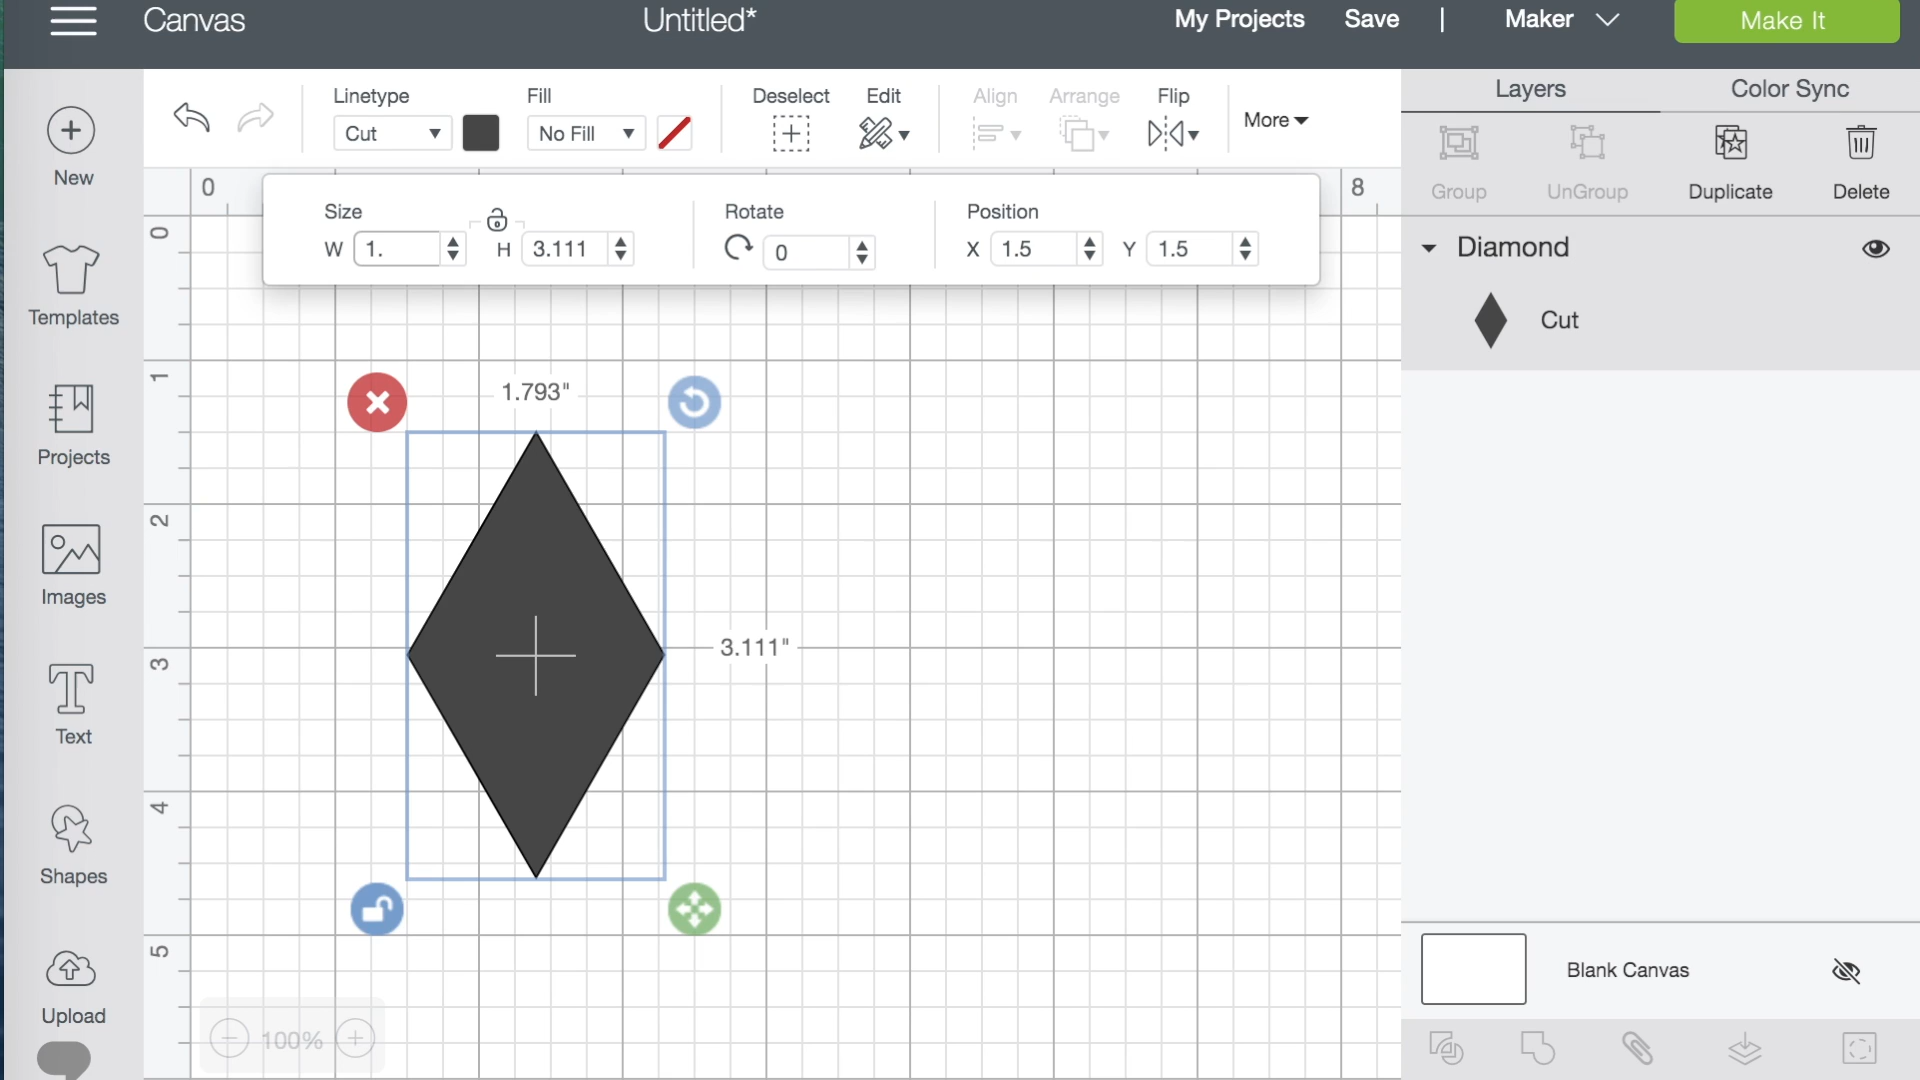 Canvas
Untitled*
My Projects
Save
|
Maker
Make It
New
Templates
Projects
Images
Text
Shapes
Upload
Linetype
Cut
Fill
No Fill
Deselect
Edit
Align
Arrange
Flip
More
0
8
Size
W 1.
H 3.111
Rotate
0
Position
X 1.5
Y 1.5
0
1
2
3
4
5
1.793"
3.111"
100%
Layers
Color Sync
Group
UnGroup
Duplicate
Delete
Diamond
Cut
Blank Canvas